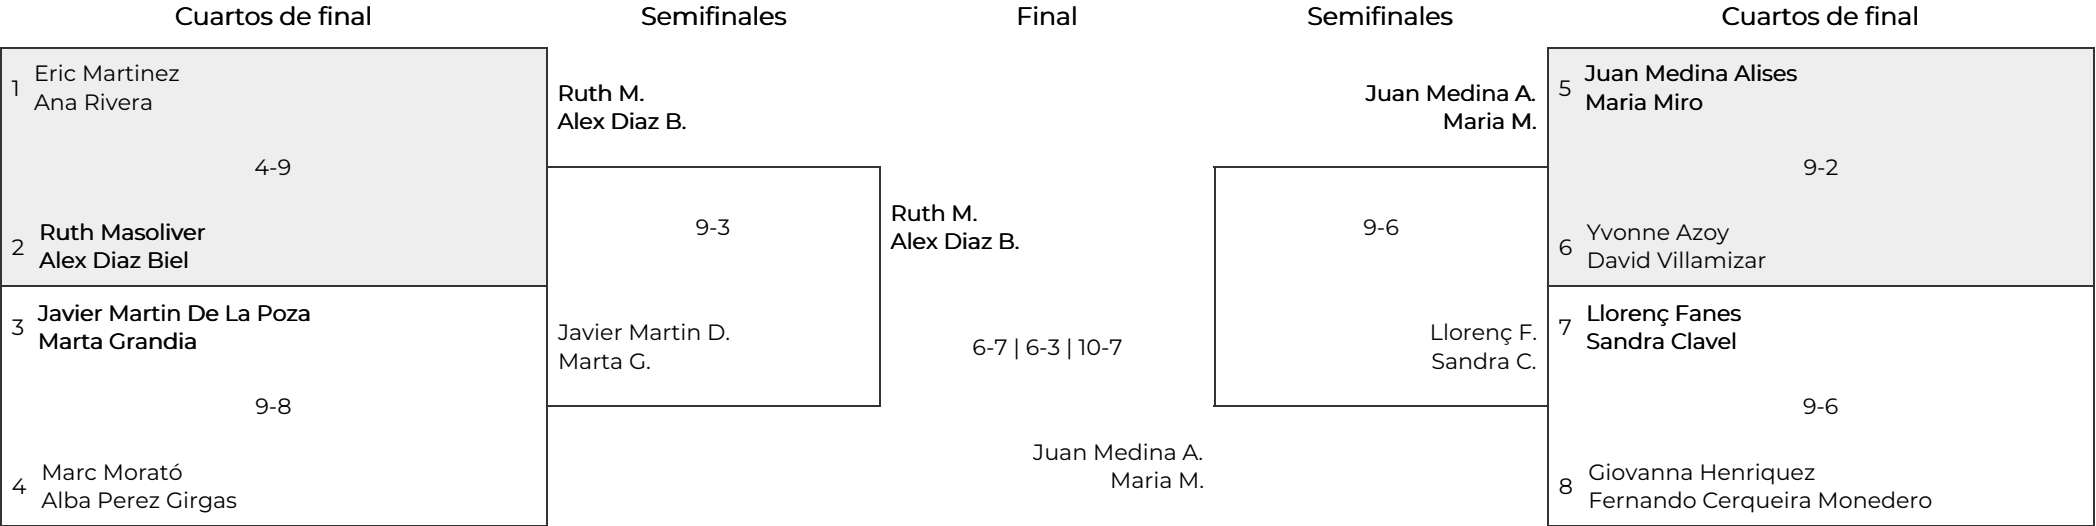 Cuartos de final
Semifinales
Final
Semifinales
Cuartos de final
1
Eric Martinez
Ana Rivera
4-9
2
Ruth Masoliver
Alex Diaz Biel
3
Javier Martin De La Poza
Marta Grandia
9-8
4
Marc Morató
Alba Perez Girgas
Ruth M.
Alex Diaz B.
9-3
Javier Martin D.
Marta G.
Ruth M.
Alex Diaz B.
6-7 | 6-3 | 10-7
Juan Medina A.
Maria M.
Juan Medina A.
Maria M.
9-6
Llorenç F.
Sandra C.
5
Juan Medina Alises
Maria Miro
9-2
6
Yvonne Azoy
David Villamizar
7
Llorenç Fanes
Sandra Clavel
9-6
8
Giovanna Henriquez
Fernando Cerqueira Monedero